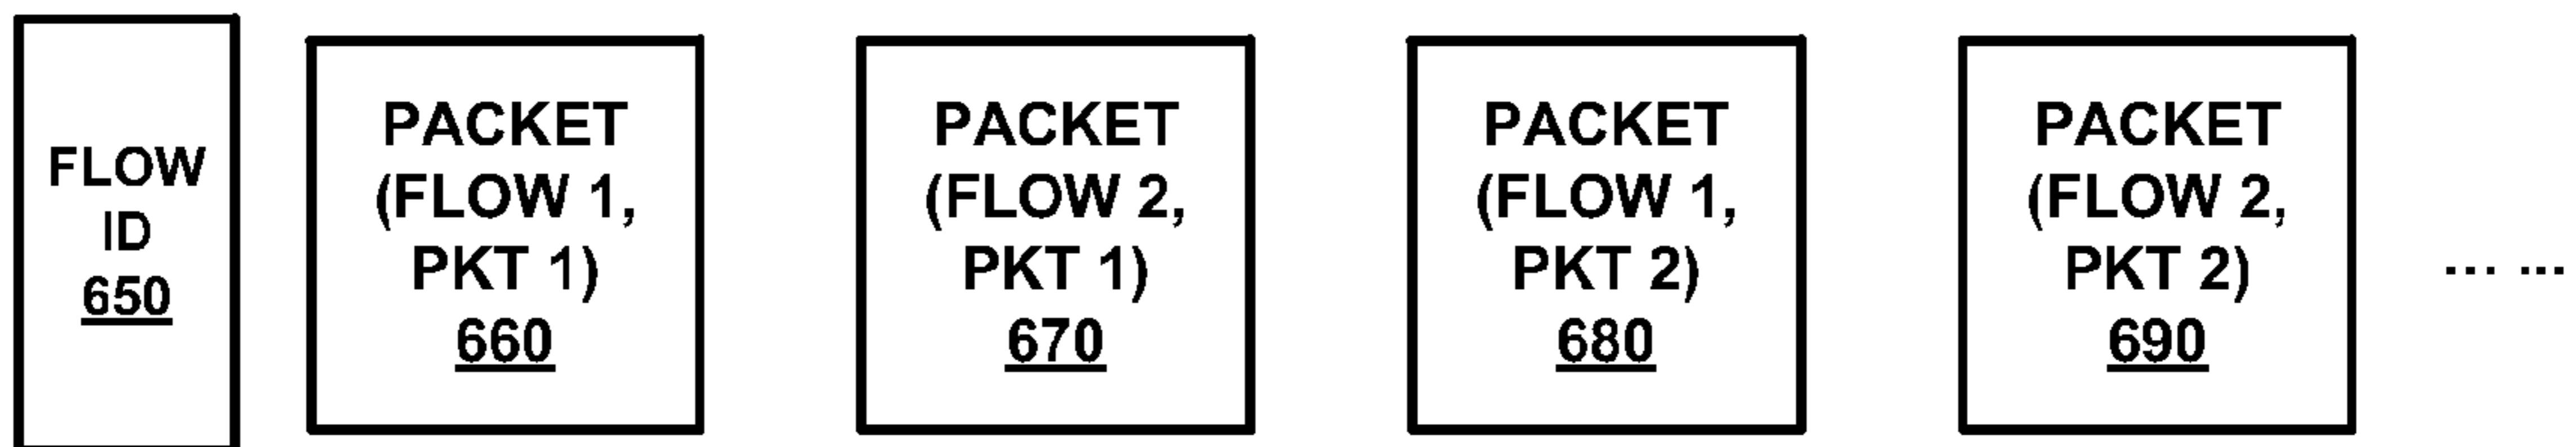 FLOW
ID
650
PACKET
(FLOW 1,
PKT 1)
660
PACKET
(FLOW 2,
PKT 1)
670
PACKET
(FLOW 1,
PKT 2)
680
PACKET
(FLOW 2,
PKT 2)
690
... ...